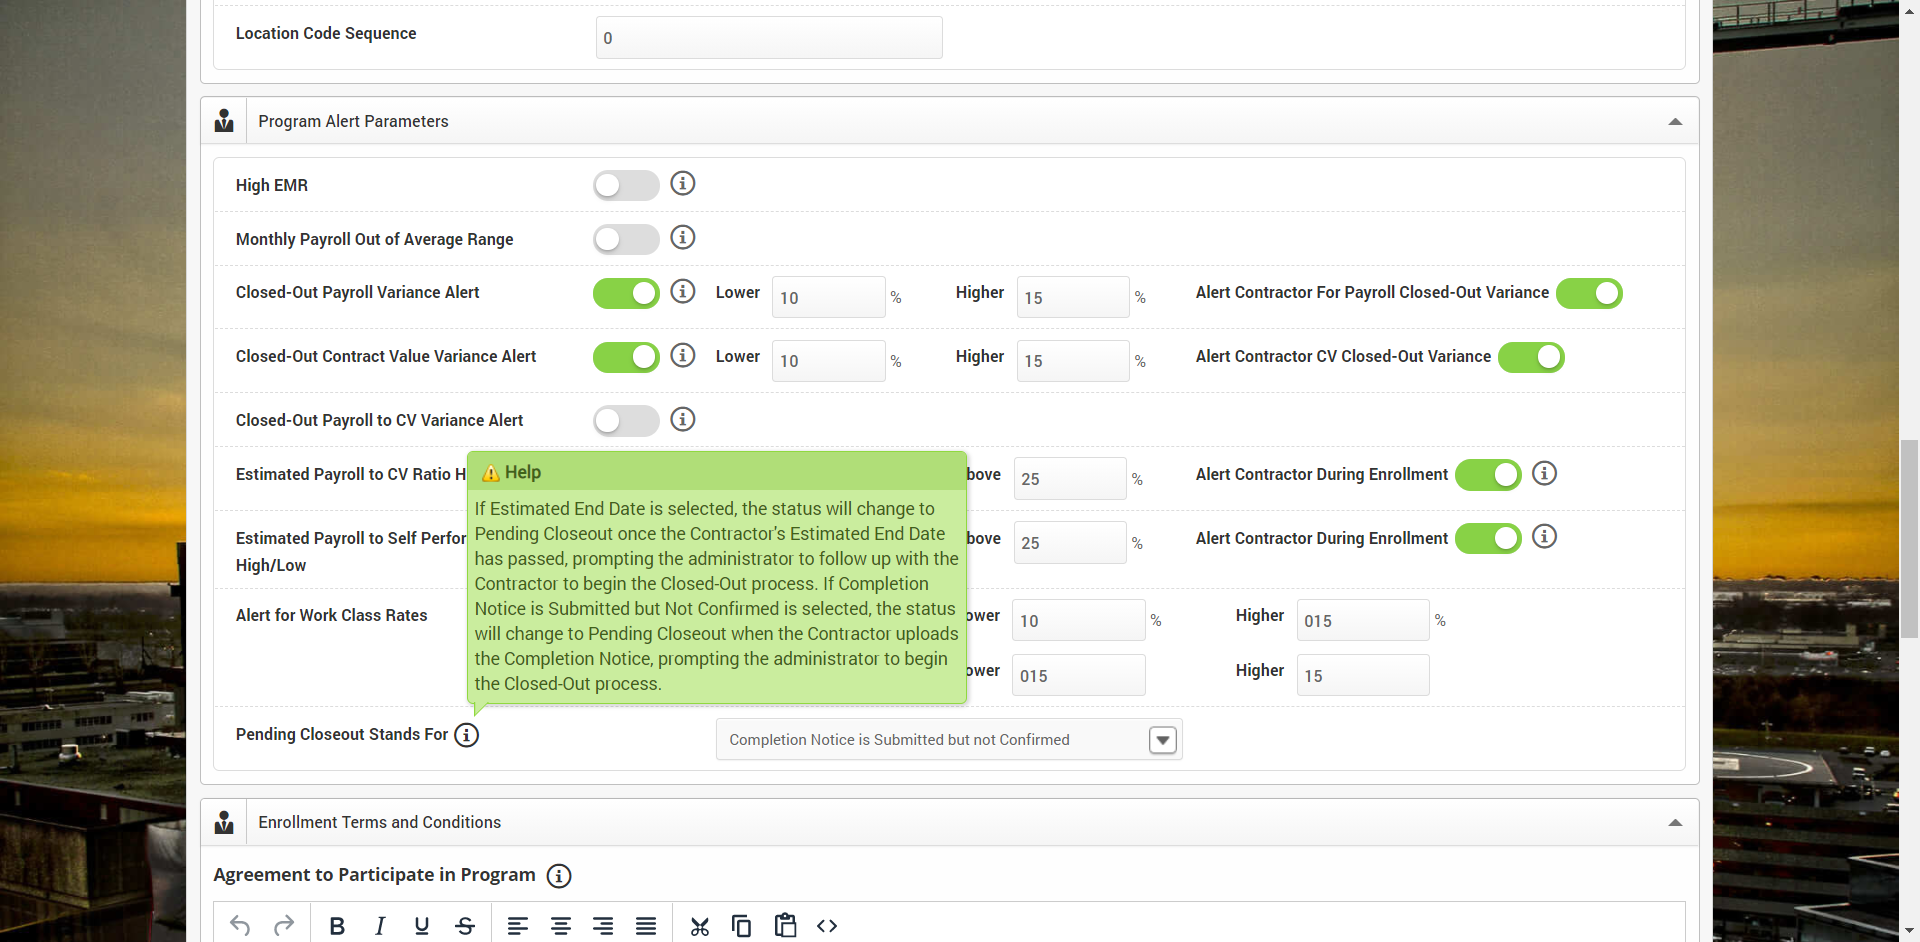 Location Code Sequence 0
Program Alert Parameters
High EMR
Monthly Payroll Out of Average Range
Closed-Out Payroll Variance Alert Lower 10 % Higher 15 % Alert Contractor For Payroll Closed-Out Variance
Closed-Out Contract Value Variance Alert Lower 10 % Higher 15 % Alert Contractor CV Closed-Out Variance
Closed-Out Payroll to CV Variance Alert
Estimated Payroll to CV Ratio H bove 25 % Alert Contractor During Enrollment
Estimated Payroll to Self Perfor bove 25 % Alert Contractor During Enrollment
High/Low
Alert for Work Class Rates ower 10 % Higher 015 %
ower 015 Higher 15
Help
If Estimated End Date is selected, the status will change to
Pending Closeout once the Contractor's Estimated End Date
has passed, prompting the administrator to follow up with the
Contractor to begin the Closed-Out process. If Completion
Notice is Submitted but Not Confirmed is selected, the status
will change to Pending Closeout when the Contractor uploads
the Completion Notice, prompting the administrator to begin
the Closed-Out process.
Pending Closeout Stands For Completion Notice is Submitted but not Confirmed
Enrollment Terms and Conditions
Agreement to Participate in Program